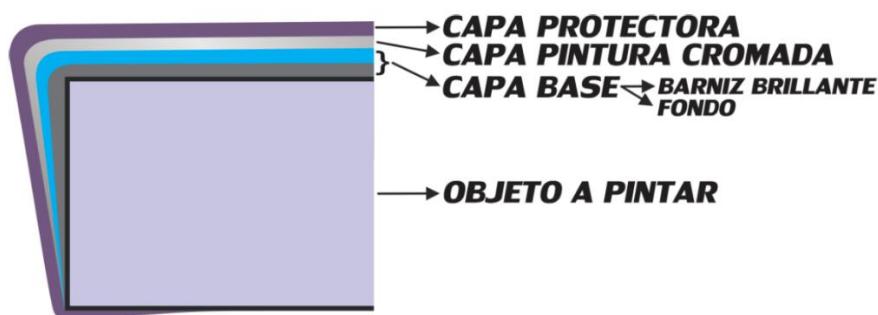 CAPA PROTECTORA
CAPA PINTURA CROMADA
CAPA BASE
BARNIZ BRILLANTE
FONDO
OBJETO A PINTAR